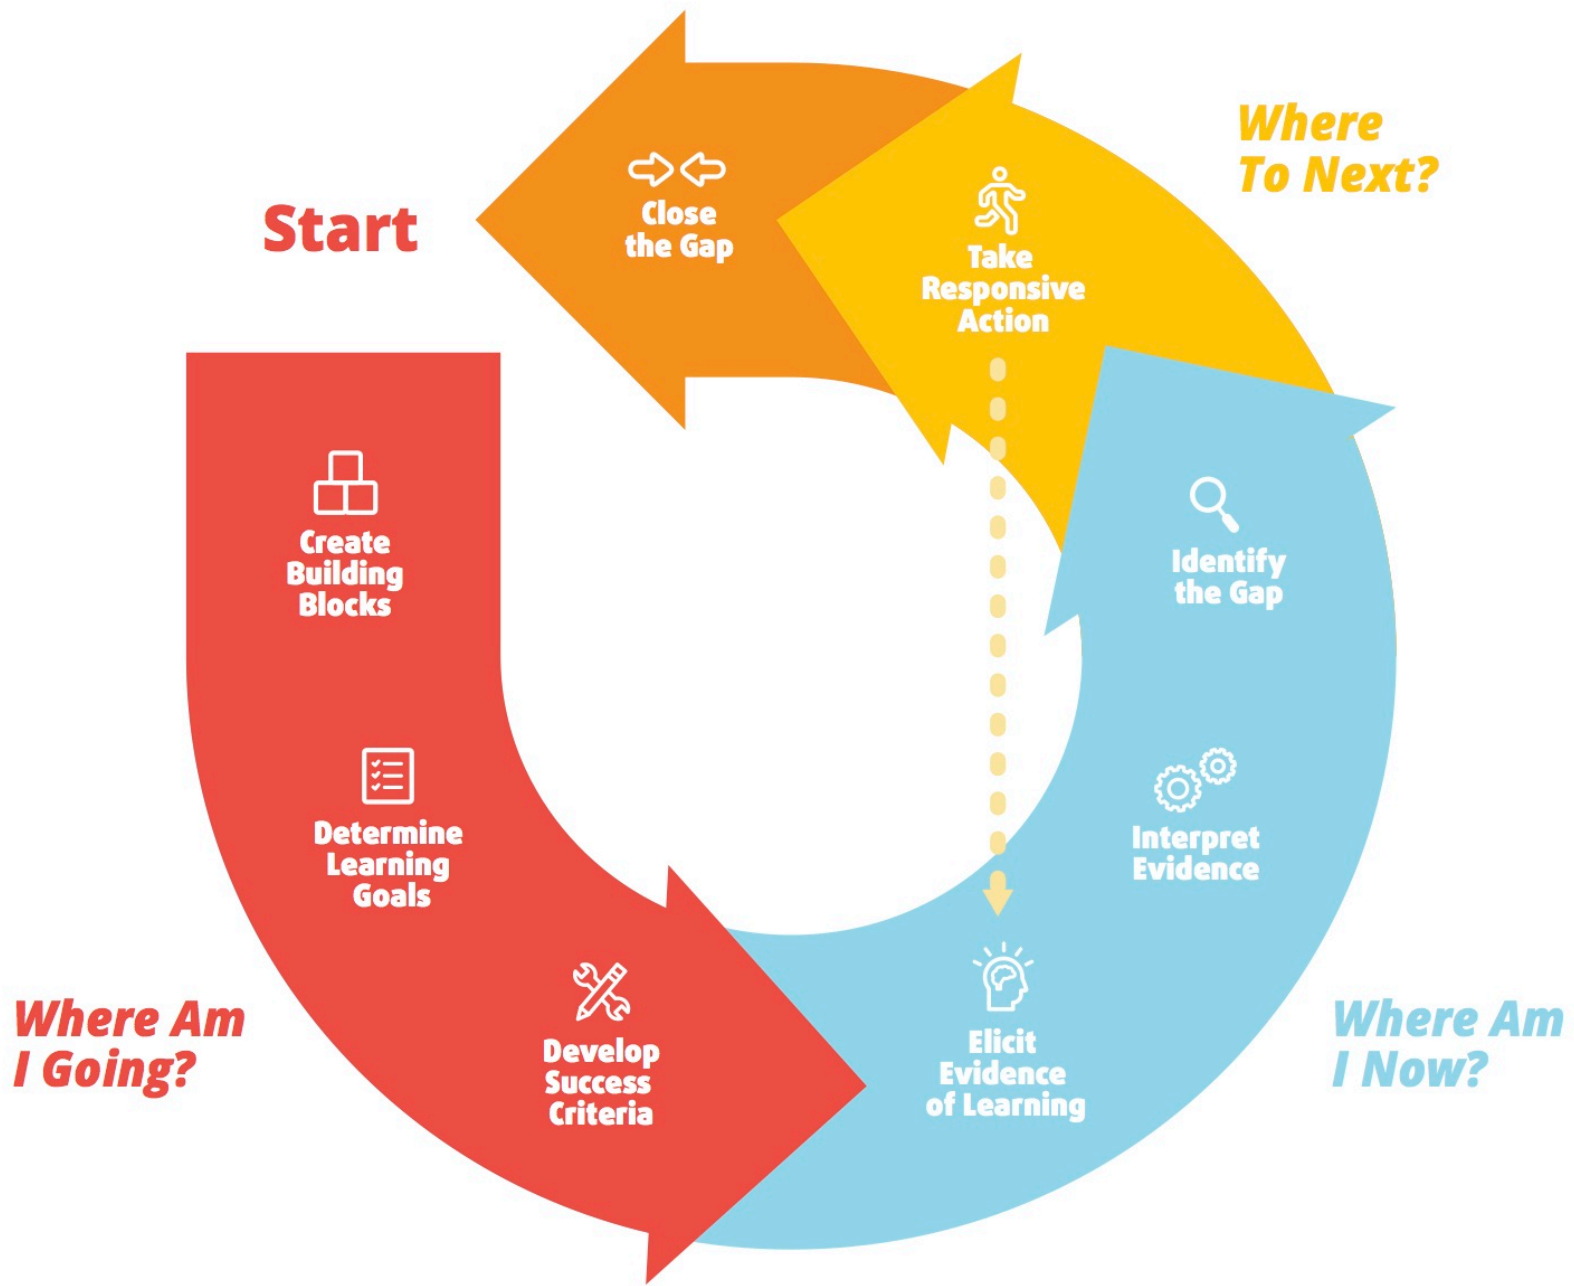 Start
Create
Building
Blocks
Determine
Learning
Goals
Develop
Success
Criteria
Where Am
I Going?
Elicit
Evidence
of Learning
Interpret
Evidence
Identify
the Gap
Where Am
I Now?
Take
Responsive
Action
Where
To Next?
Close
the Gap